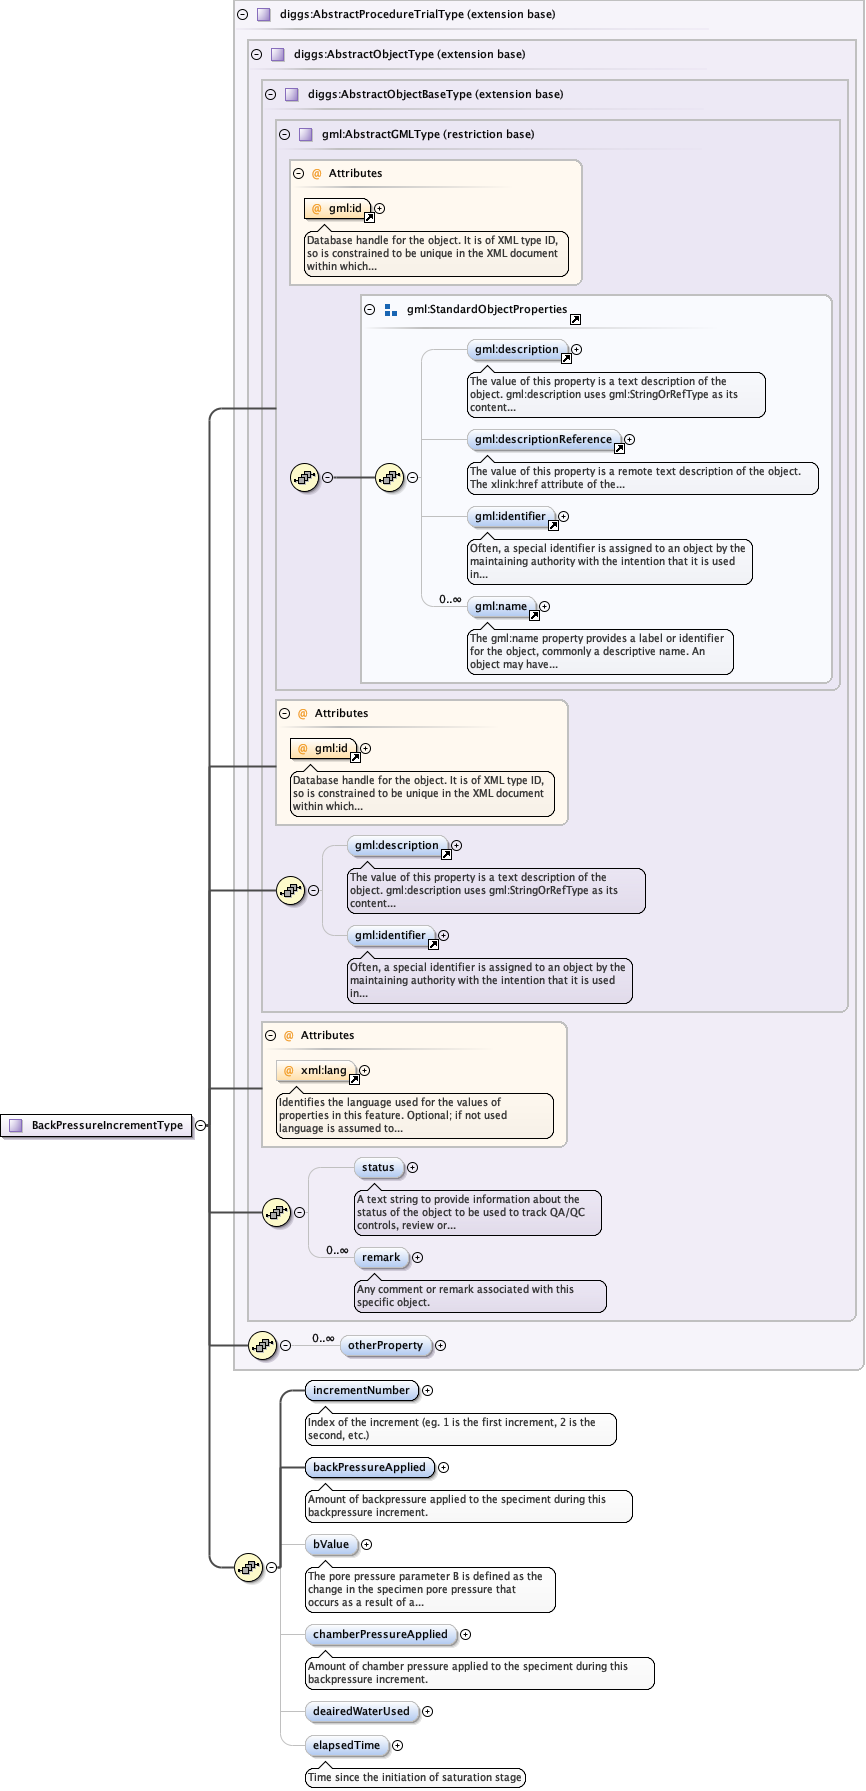 diggs:AbstractProcedureTrialType (extension base)
diggs:AbstractObjectType (extension base)
diggs:AbstractObjectBaseType (extension base)
gml:AbstractGMLType (restriction base)
@ Attributes
@ gml:id
Database handle for the object. It is of XML type ID,
so is constrained to be unique in the XML document
within which...
gml:StandardObjectProperties
gml:description
The value of this property is a text description of the
object. gml:description uses gml:StringOrRefType as its
content...
gml:descriptionReference
The value of this property is a remote text description of the object.
The xlink:href attribute of the...
gml:identifier
Often, a special identifier is assigned to an object by the
maintaining authority with the intention that it is used
in...
0..∞ gml:name
The gml:name property provides a label or identifier
for the object, commonly a descriptive name. An
object may have...
@ Attributes
@ gml:id
Database handle for the object. It is of XML type ID,
so is constrained to be unique in the XML document
within which...
gml:description
The value of this property is a text description of the
object. gml:description uses gml:StringOrRefType as its
content...
gml:identifier
Often, a special identifier is assigned to an object by the
maintaining authority with the intention that it is used
in...
@ Attributes
@ xml:lang
Identifies the language used for the values of
properties in this feature. Optional; if not used
language is assumed to...
BackPressureIncrementType
status
A text string to provide information about the
status of the object to be used to track QA/QC
controls, review or...
0..∞ remark
Any comment or remark associated with this
specific object.
0..∞ otherProperty
incrementNumber
Index of the increment (eg. 1 is the first increment, 2 is the
second, etc.)
backPressureApplied
Amount of backpressure applied to the speciment during this
backpressure increment.
bValue
The pore pressure parameter B is defined as the
change in the specimen pore pressure that
occurs as a result of a...
chamberPressureApplied
Amount of chamber pressure applied to the speciment during this
backpressure increment.
deairedWaterUsed
elapsedTime
Time since the initiation of saturation stage